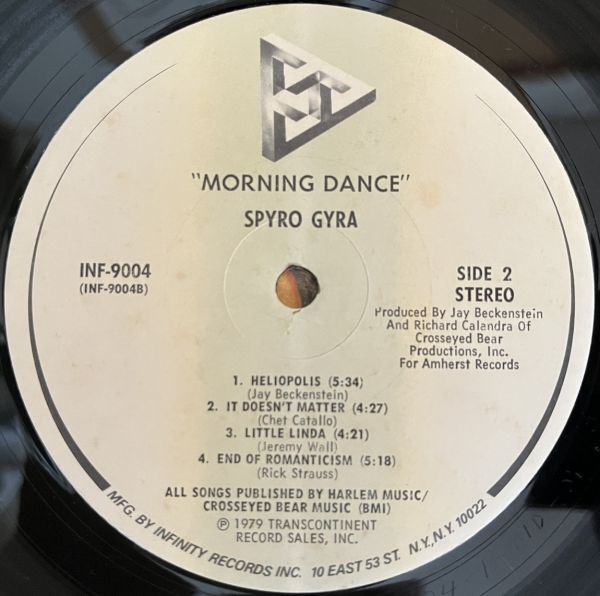 "MORNING DANCE"
SPYRO GYRA
INF-9004
(INF-9004B)
SIDE 2
STEREO
Produced By Jay Beckenstein
And Richard Calandra Of
Crosseyed Bear
Productions, Inc.
For Amherst Records
1. HELIOPOLIS (5:34)
(Jay Beckenstein)
2. IT DOESN'T MATTER (4:27)
(Chet Catallo)
3. LITTLE LINDA (4:21)
(Jeremy Wall)
4. END OF ROMANTICISM (5:18)
(Rick Strauss)
ALL SONGS PUBLISHED BY HARLEM MUSIC/
CROSSEYED BEAR MUSIC (BMI)
℗ 1979 TRANSCONTINENT
RECORD SALES, INC.
MFG. BY INFINITY RECORDS INC. 10 EAST 53 ST. N.Y., N.Y. 10022